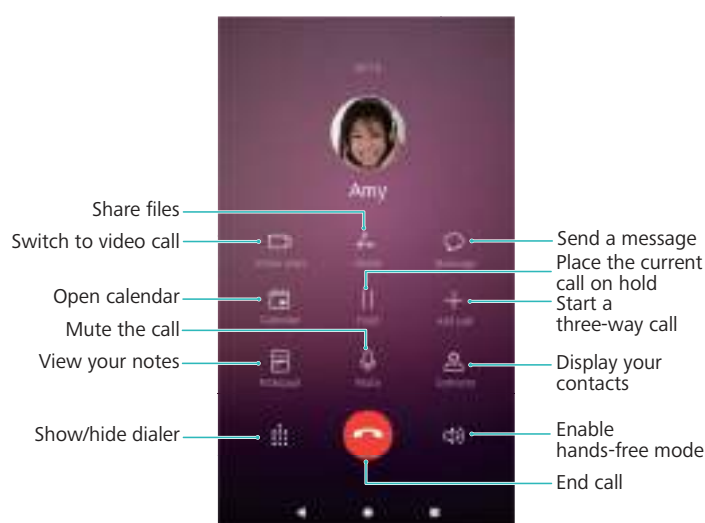 Amy
Share files
Switch to video call
Send a message
Place the current
call on hold
Open calendar
Start a
three-way call
Mute the call
View your notes
Display your
contacts
Show/hide dialer
Enable
hands-free mode
End call